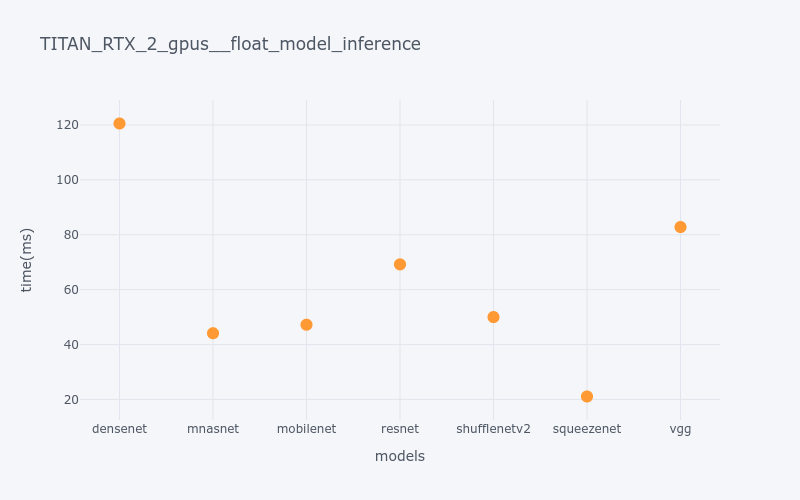 TITAN_RTX_2_gpus__float_model_inference
120
100
80
60
40
20
time(ms)
densenet mnasnet mobilenet resnet shufflenetv2 squeezenet vgg
models